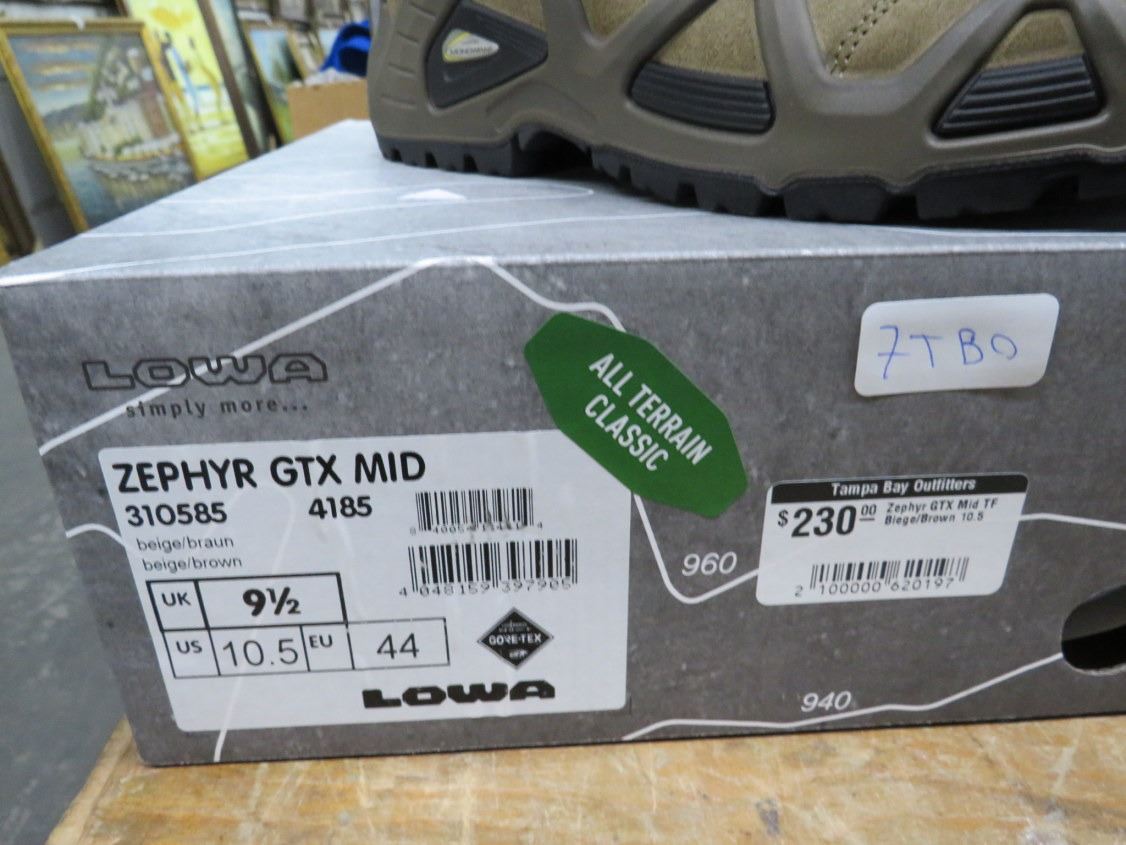 MONOWRAP
LOWA
simply more...
ALL TERRAIN
CLASSIC
7TBO
ZEPHYR GTX MID
310585 4185
beige/braun
beige/brown
4 048159 397905
UK 9½
US 10.5 EU 44
GORE-TEX
LOWA
Tampa Bay Outfitters
$230.00 Zephyr GTX Mid TF
Biege/Brown 10.5
2 100000 620197
960
940